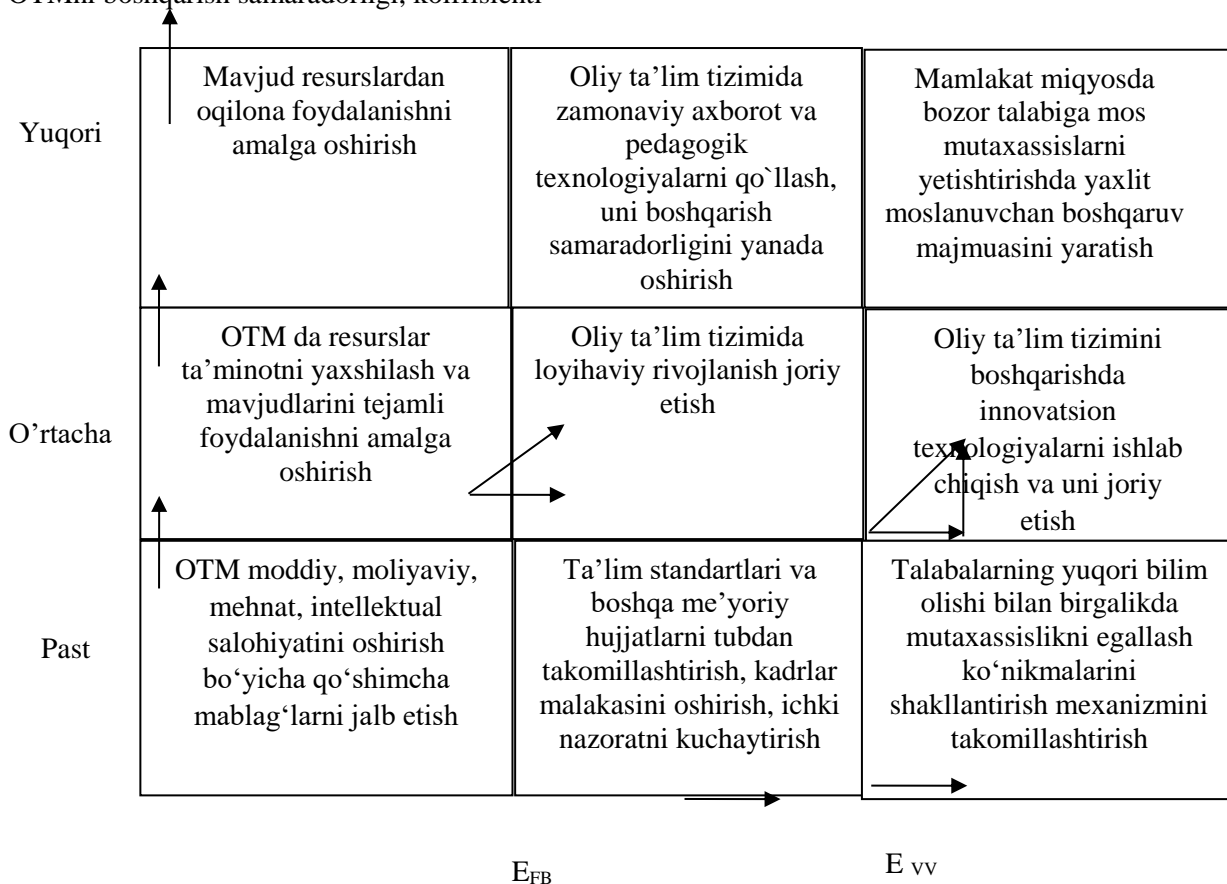 OTMni boshqarish samaradorligi, koiffisienti
Yuqori
Mavjud resurslardan
oqilona foydalanishni
amalga oshirish
Oliy ta’lim tizimida
zamonaviy axborot va
pedagogik
texnologiyalarni qo`llash,
uni boshqarish
samaradorligini yanada
oshirish
Mamlakat miqyosda
bozor talabiga mos
mutaxassislarni
yetishtirishda yaxlit
moslanuvchan boshqaruv
majmuasini yaratish
O’rtacha
OTM da resurslar
ta’minotni yaxshilash va
mavjudlarini tejamli
foydalanishni amalga
oshirish
Oliy ta’lim tizimida
loyihaviy rivojlanish joriy
etish
Oliy ta’lim tizimini
boshqarishda
innovatsion
texnologiyalarni ishlab
chiqish va uni joriy
etish
Past
OTM moddiy, moliyaviy,
mehnat, intellektual
salohiyatini oshirish
bo‘yicha qo‘shimcha
mablag‘larni jalb etish
Ta’lim standartlari va
boshqa me’yoriy
hujjatlarni tubdan
takomillashtirish, kadrlar
malakasini oshirish, ichki
nazoratni kuchaytirish
Talabalarning yuqori bilim
olishi bilan birgalikda
mutaxassislikni egallash
ko‘nikmalarini
shakllantirish mexanizmini
takomillashtirish
EFB
E VV